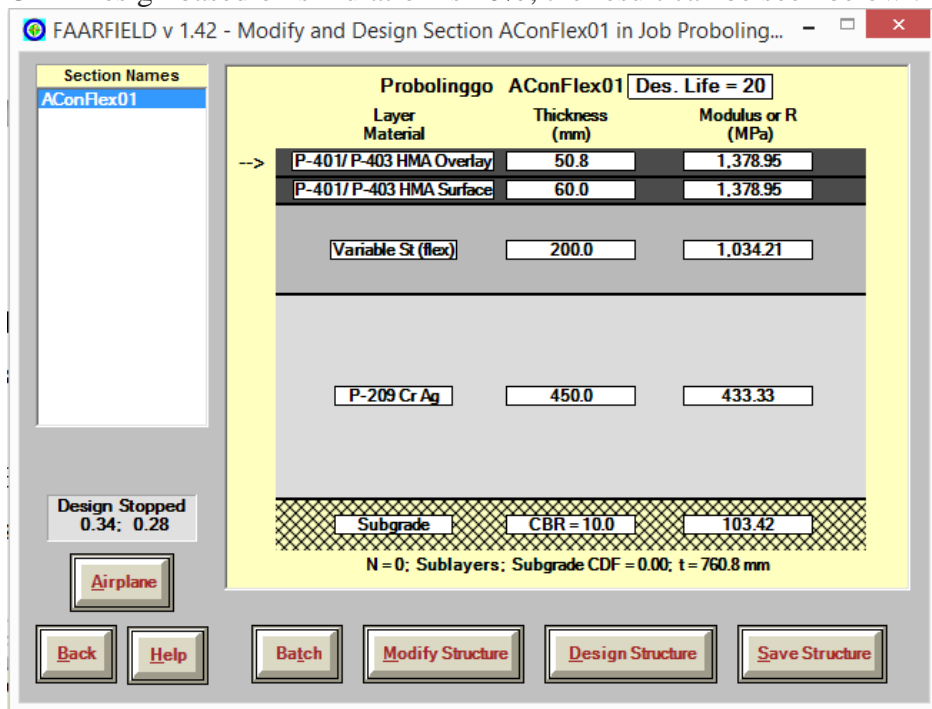 FAARFIELD v 1.42 - Modify and Design Section AConFlex01 in Job Proboling...
Section Names
AConFlex01
Probolinggo AConFlex01 Des. Life = 20
Layer Material Thickness (mm) Modulus or R (MPa)
--> P-401/ P-403 HMA Overlay 50.8 1,378.95
P-401/ P-403 HMA Surface 60.0 1,378.95
Variable St (flex) 200.0 1,034.21
P-209 Cr Ag 450.0 433.33
Subgrade CBR = 10.0 103.42
N = 0; Sublayers; Subgrade CDF = 0.00; t = 760.8 mm
Design Stopped
0.34; 0.28
Airplane
Back Help Batch Modify Structure Design Structure Save Structure